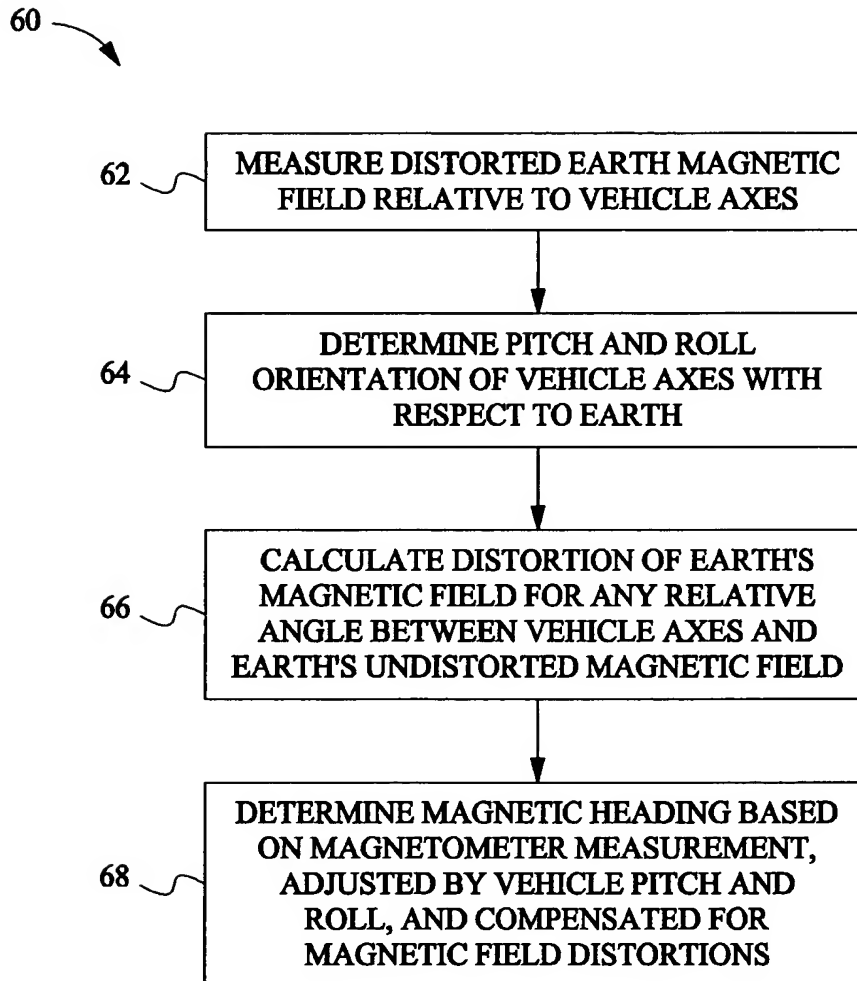 60
62
MEASURE DISTORTED EARTH MAGNETIC
FIELD RELATIVE TO VEHICLE AXES
64
DETERMINE PITCH AND ROLL
ORIENTATION OF VEHICLE AXES WITH
RESPECT TO EARTH
66
CALCULATE DISTORTION OF EARTH'S
MAGNETIC FIELD FOR ANY RELATIVE
ANGLE BETWEEN VEHICLE AXES AND
EARTH'S UNDISTORTED MAGNETIC FIELD
68
DETERMINE MAGNETIC HEADING BASED
ON MAGNETOMETER MEASUREMENT,
ADJUSTED BY VEHICLE PITCH AND
ROLL, AND COMPENSATED FOR
MAGNETIC FIELD DISTORTIONS